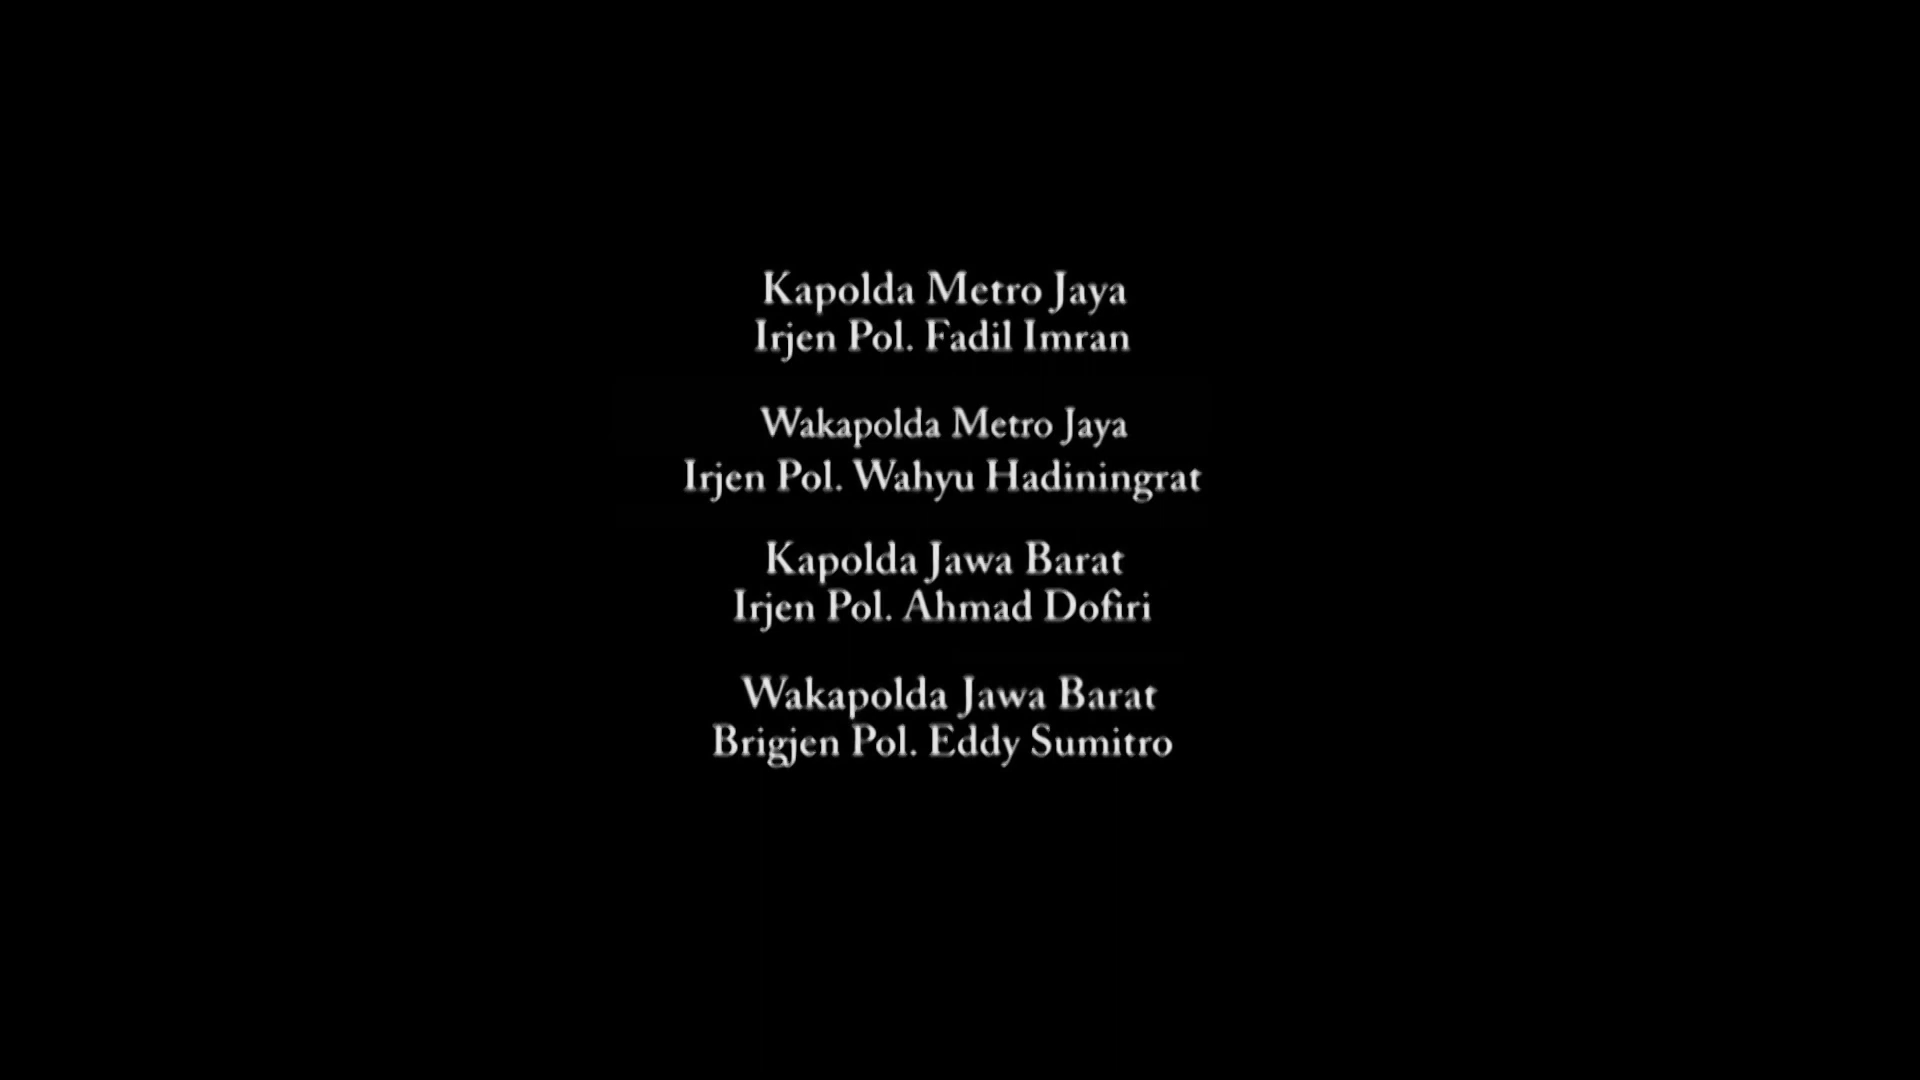 Kapolda Metro Jaya
Irjen Pol. Fadil Imran
Wakapolda Metro Jaya
Irjen Pol. Wahyu Hadiningrat
Kapolda Jawa Barat
Irjen Pol. Ahmad Dofiri
Wakapolda Jawa Barat
Brigjen Pol. Eddy Sumitro